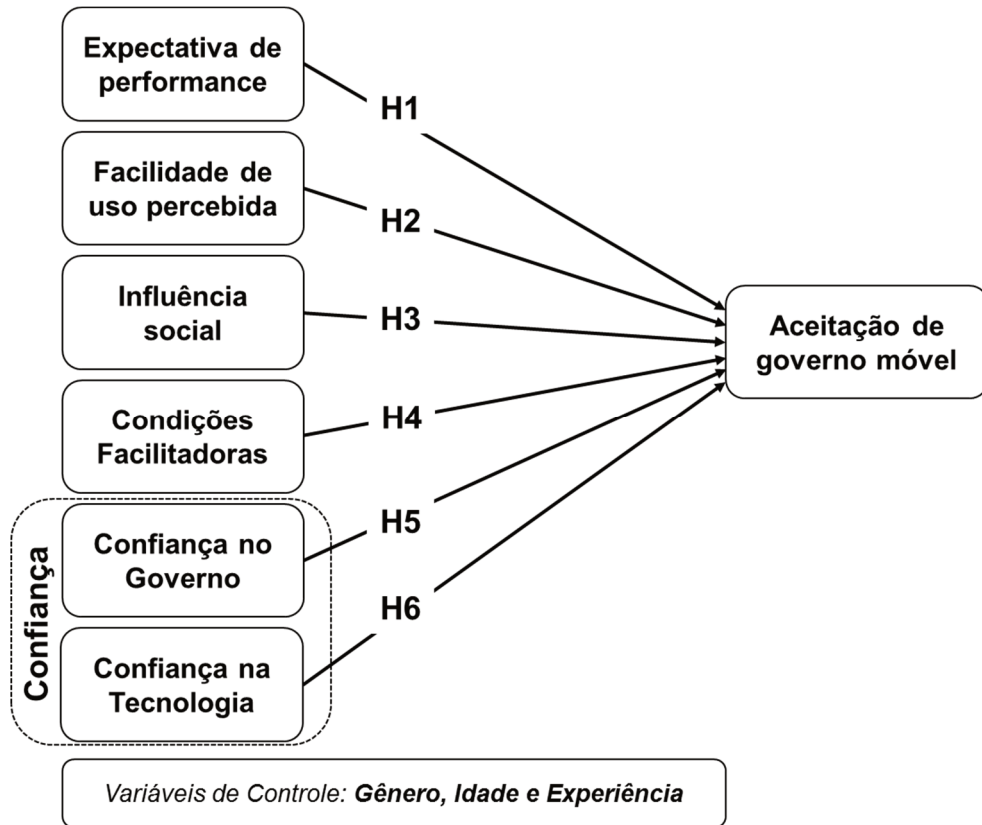 Expectativa de
performance
H1
Facilidade de
uso percebida
H2
Influência
social
H3
Aceitação de
governo móvel
Condições
Facilitadoras
H4
Confiança
Confiança no
Governo
H5
Confiança na
Tecnologia
H6
Variáveis de Controle: Gênero, Idade e Experiência